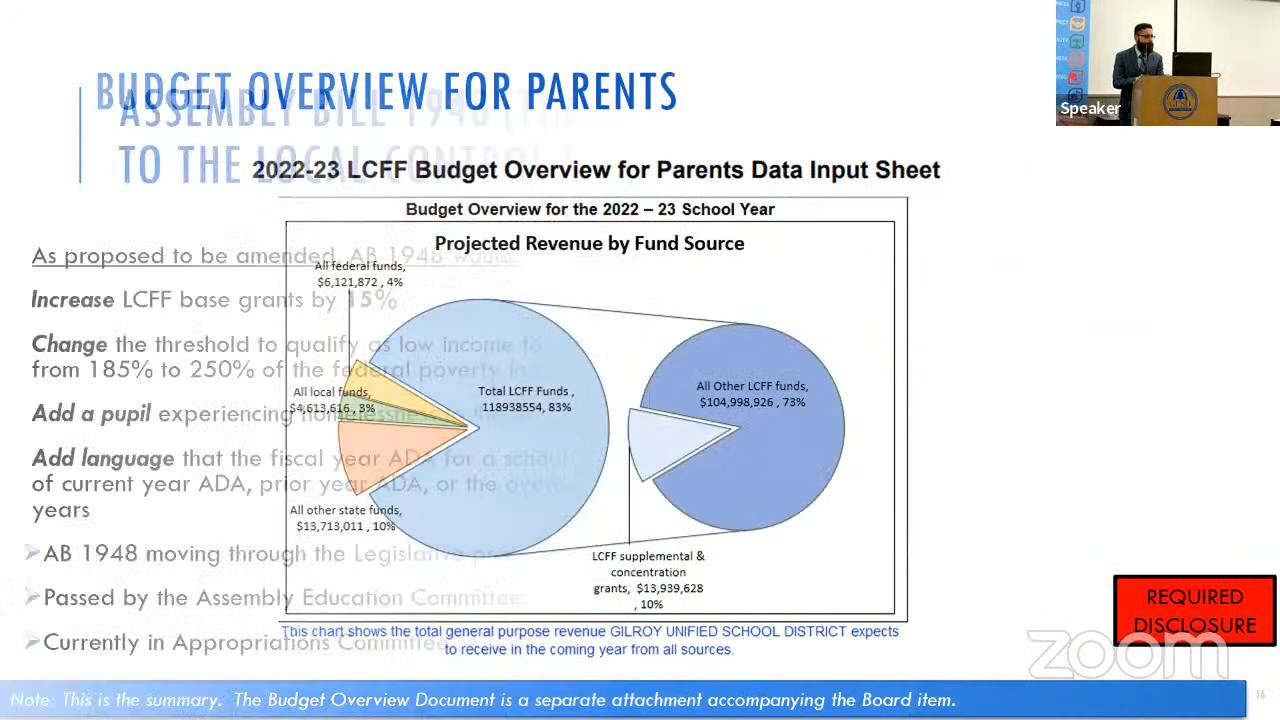 BUDGET OVERVIEW FOR PARENTS
ASSEMBLY BILL 1948
TO THE LOCAL CONTROL
Speaker
2022-23 LCFF Budget Overview for Parents Data Input Sheet
Budget Overview for the 2022 – 23 School Year
Projected Revenue by Fund Source
As proposed to be amended, AB 1948 would
All federal funds,
$6,121,872 , 4%
Increase LCFF base grants by 15%
Change the threshold to qualify as low income
from 185% to 250% of the federal poverty
All local funds,
$4,613,616 , 3%
Total LCFF Funds ,
118938554, 83%
All Other LCFF funds,
$104,998,926 , 73%
Add a pupil experiencing homelessness
Add language that the fiscal year ADA for a school
of current year ADA, prior year ADA, or the
years
All other state funds,
$13,713,011 , 10%
AB 1948 moving through the Legislative
LCFF supplemental &
concentration
grants, $13,939,628
, 10%
Passed by the Assembly Education Committee
Currently in Appropriations Committee
This chart shows the total general purpose revenue GILROY UNIFIED SCHOOL DISTRICT expects
to receive in the coming year from all sources.
REQUIRED
DISCLOSURE
zoom
Note: This is the summary. The Budget Overview Document is a separate attachment accompanying the Board item.
16